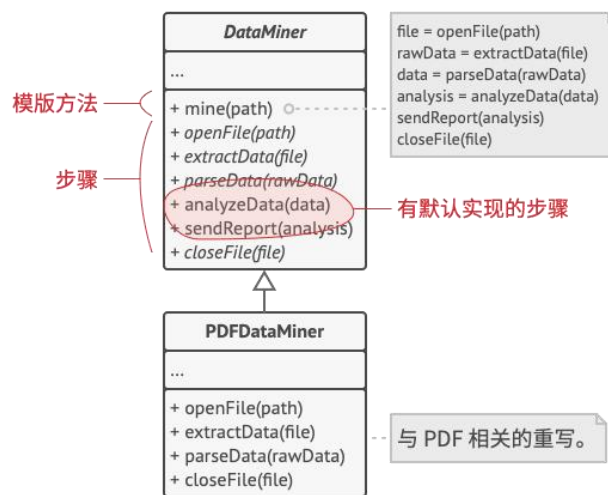 DataMiner
...
+ mine(path)
+ openFile(path)
+ extractData(file)
+ parseData(rawData)
+ analyzeData(data)
+ sendReport(analysis)
+ closeFile(file)
模版方法
步骤
有默认实现的步骤
file = openFile(path)
rawData = extractData(file)
data = parseData(rawData)
analysis = analyzeData(data)
sendReport(analysis)
closeFile(file)
PDFDataMiner
...
+ openFile(path)
+ extractData(file)
+ parseData(rawData)
+ closeFile(file)
与 PDF 相关的重写。